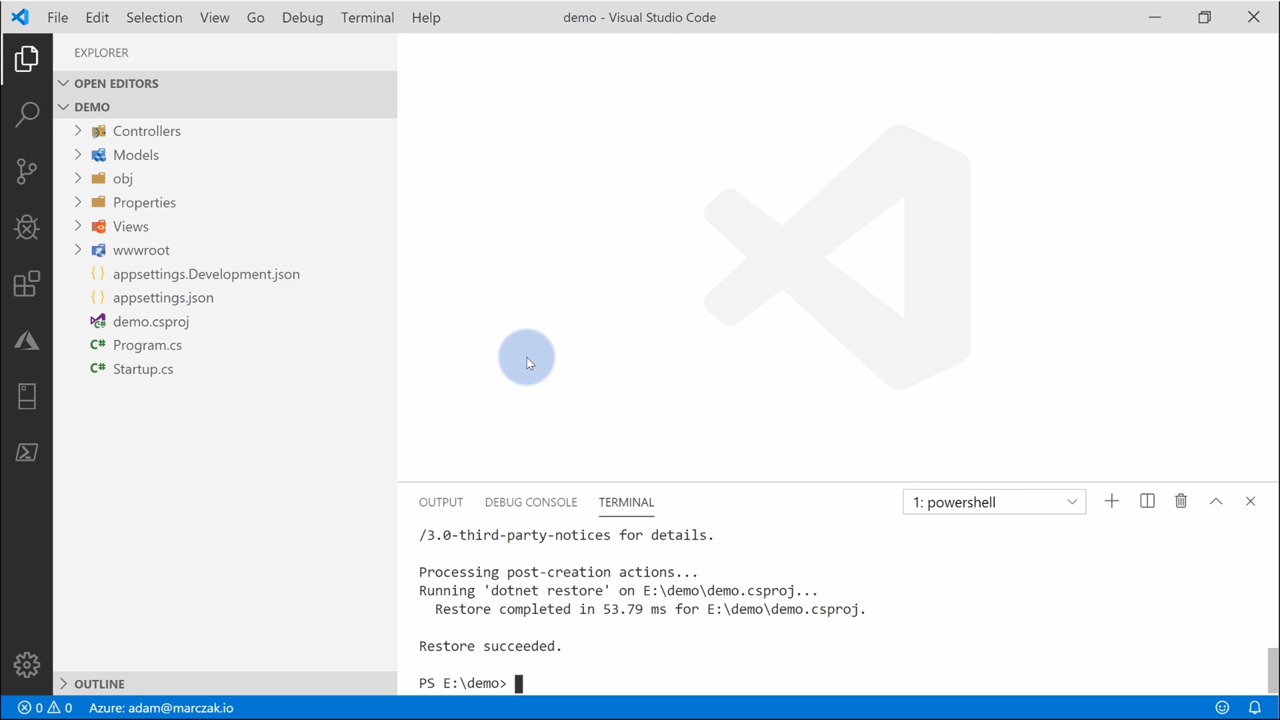 File Edit Selection View Go Debug Terminal Help
demo - Visual Studio Code
EXPLORER
OPEN EDITORS
DEMO
Controllers
Models
obj
Properties
Views
wwwroot
{} appsettings.Development.json
{} appsettings.json
demo.csproj
C# Program.cs
C# Startup.cs
OUTLINE
OUTPUT DEBUG CONSOLE TERMINAL
1: powershell
/3.0-third-party-notices for details.
Processing post-creation actions...
Running 'dotnet restore' on E:\demo\demo.csproj...
Restore completed in 53.79 ms for E:\demo\demo.csproj.
Restore succeeded.
PS E:\demo>
0 0 Azure: adam@marczak.io